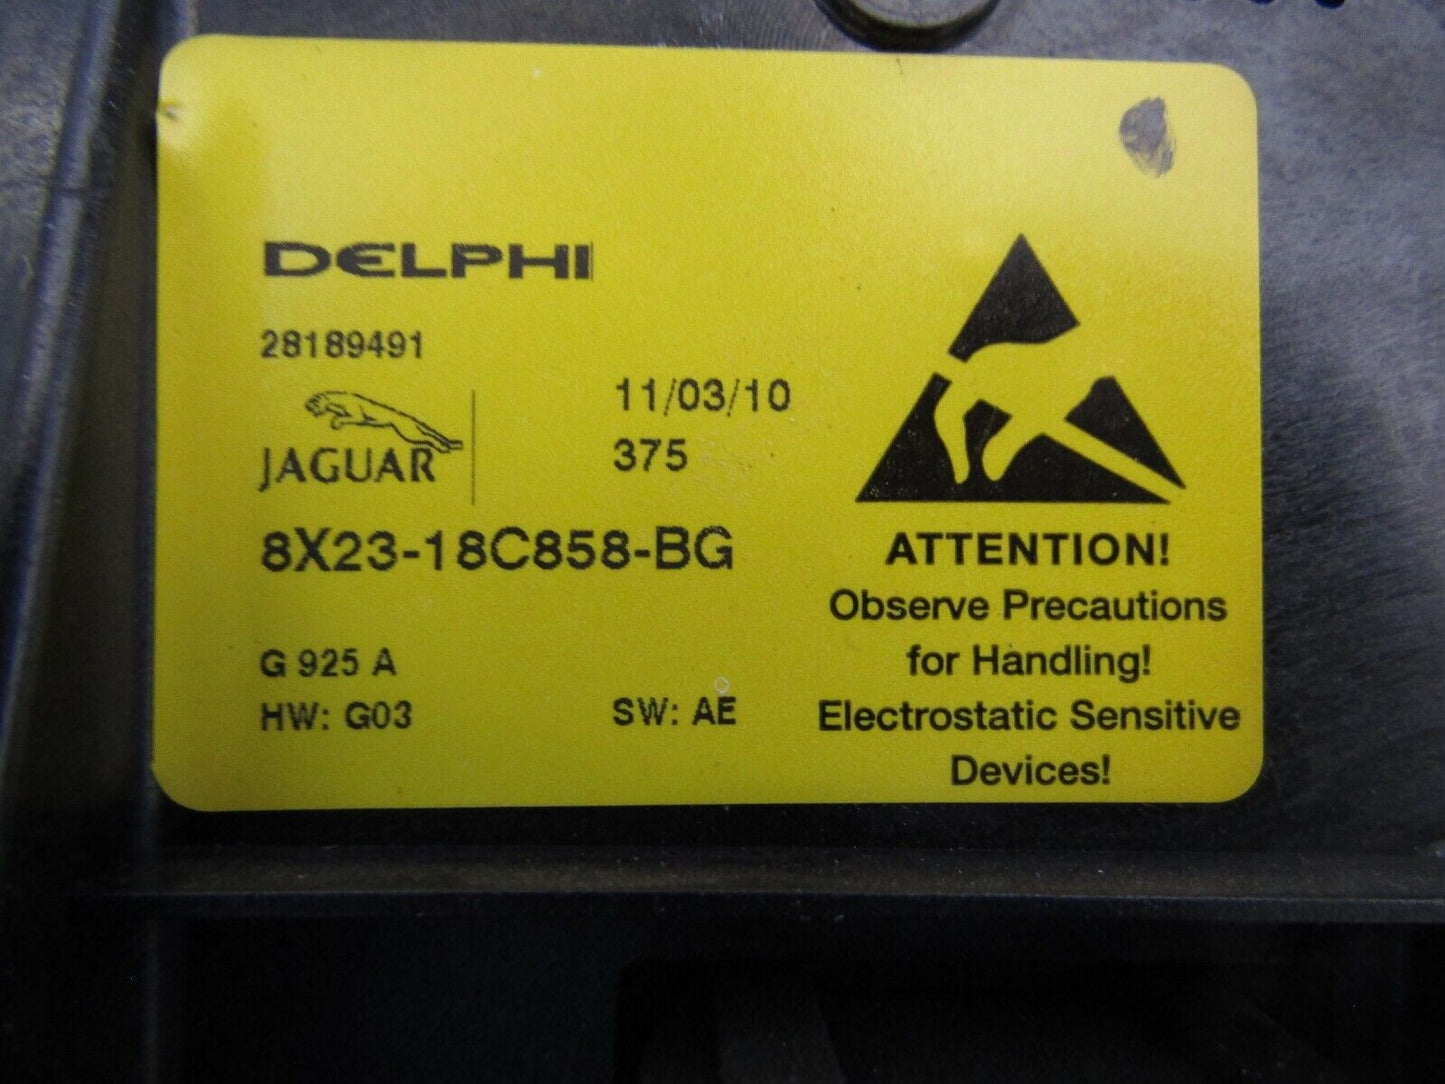 DELPHI
28189491
JAGUAR
11/03/10
375
8X23-18C858-BG
G 925 A
HW: G03
SW: AE
ATTENTION!
Observe Precautions
for Handling!
Electrostatic Sensitive
Devices!